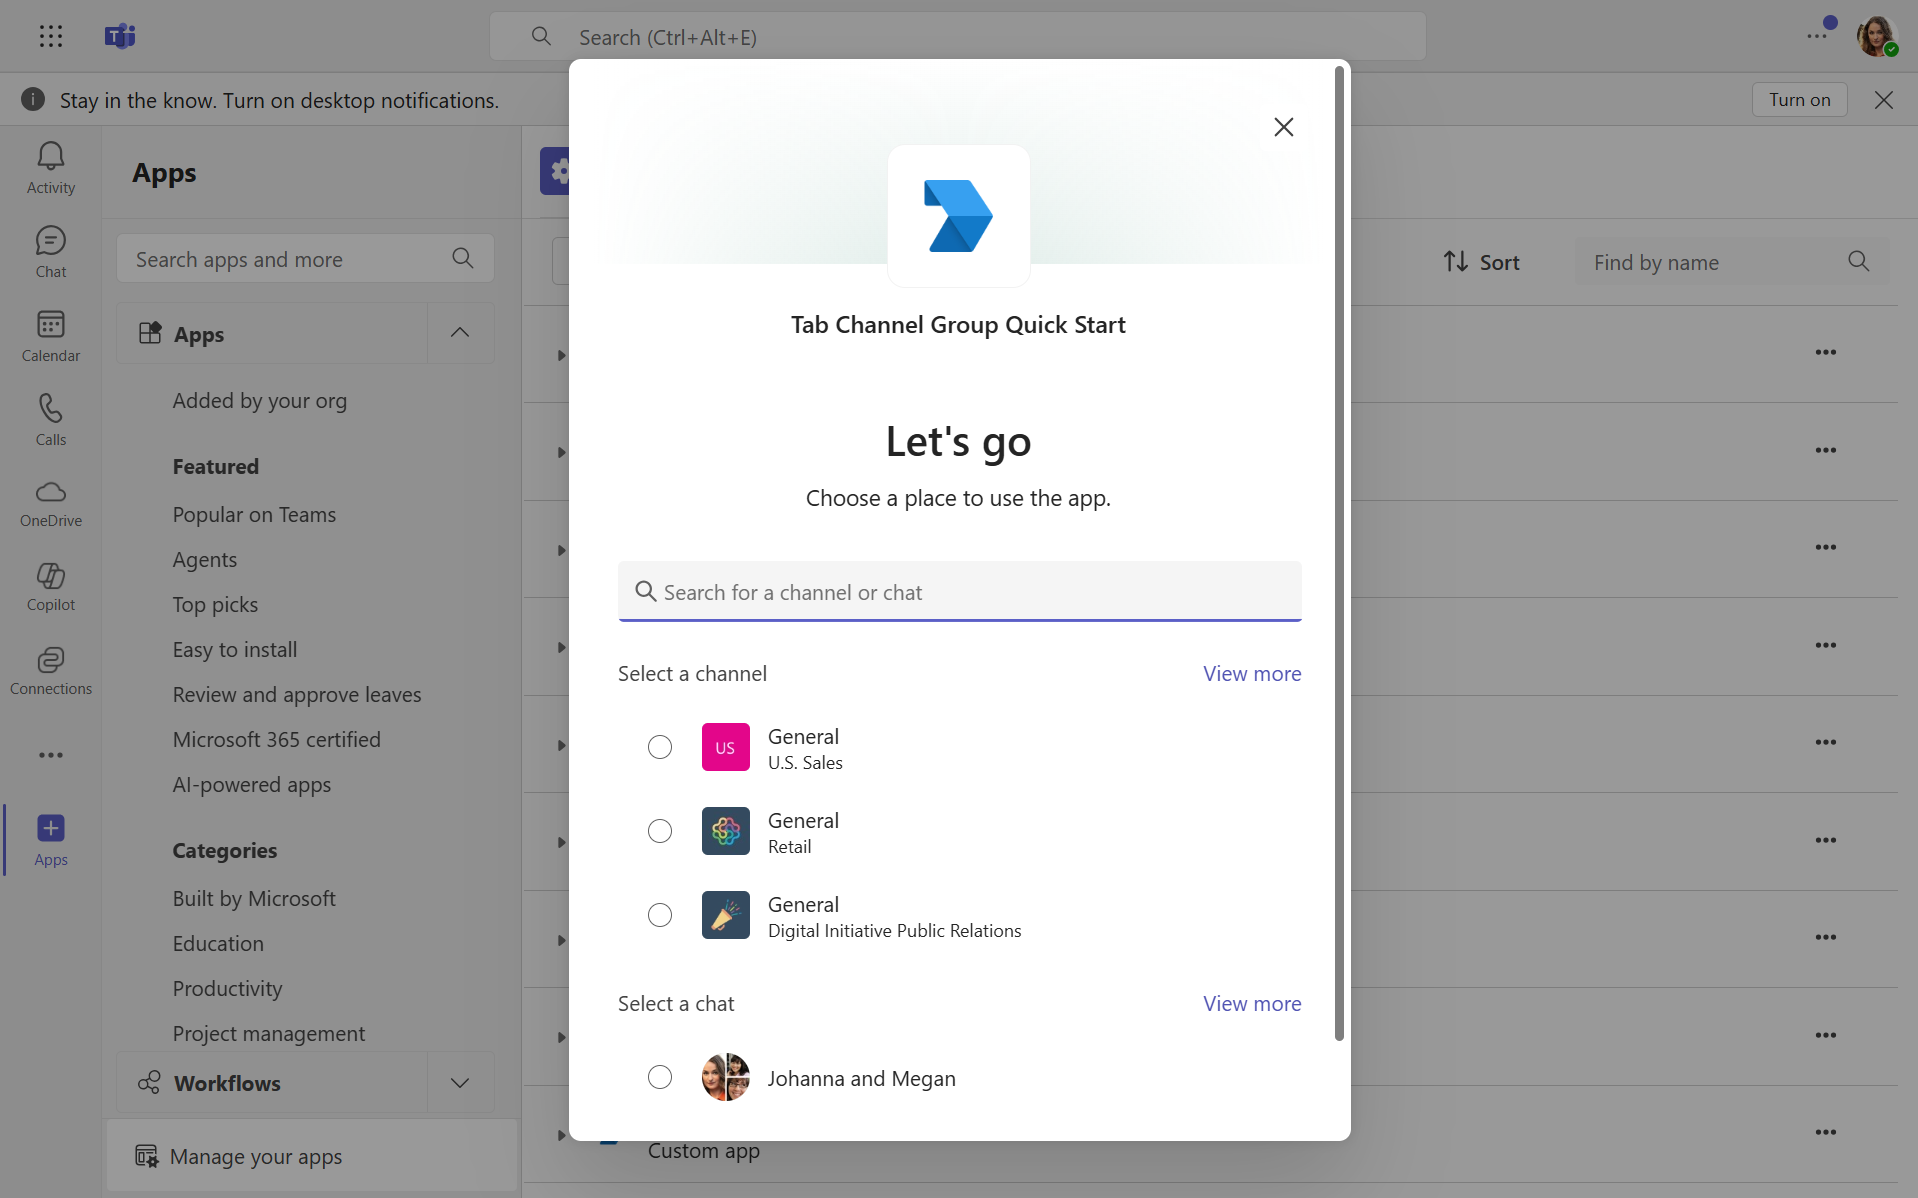 Search (Ctrl+Alt+E)
Stay in the know. Turn on desktop notifications.
Turn on
Activity
Chat
Calendar
Calls
OneDrive
Copilot
Connections
Apps
Apps
Search apps and more
Apps
Added by your org
Featured
Popular on Teams
Agents
Top picks
Easy to install
Review and approve leaves
Microsoft 365 certified
AI-powered apps
Categories
Built by Microsoft
Education
Productivity
Project management
Workflows
Manage your apps
Sort
Find by name
Tab Channel Group Quick Start
Let's go
Choose a place to use the app.
Search for a channel or chat
Select a channel
View more
US
General
U.S. Sales
General
Retail
General
Digital Initiative Public Relations
Select a chat
View more
Johanna and Megan
Custom app